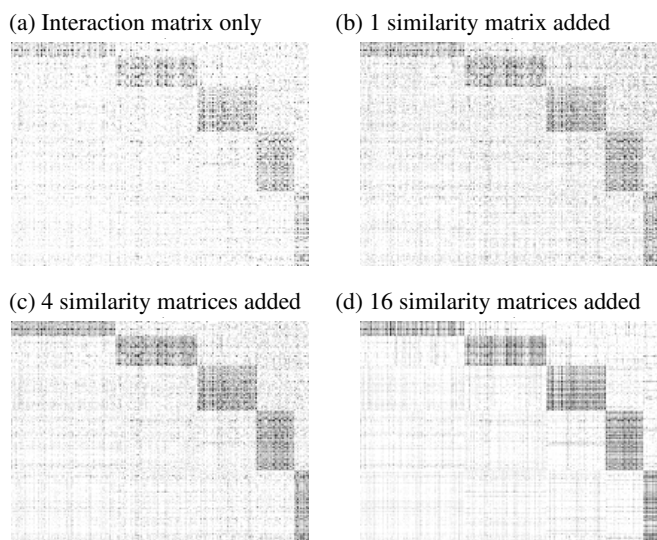 (a) Interaction matrix only
(b) 1 similarity matrix added
(c) 4 similarity matrices added
(d) 16 similarity matrices added